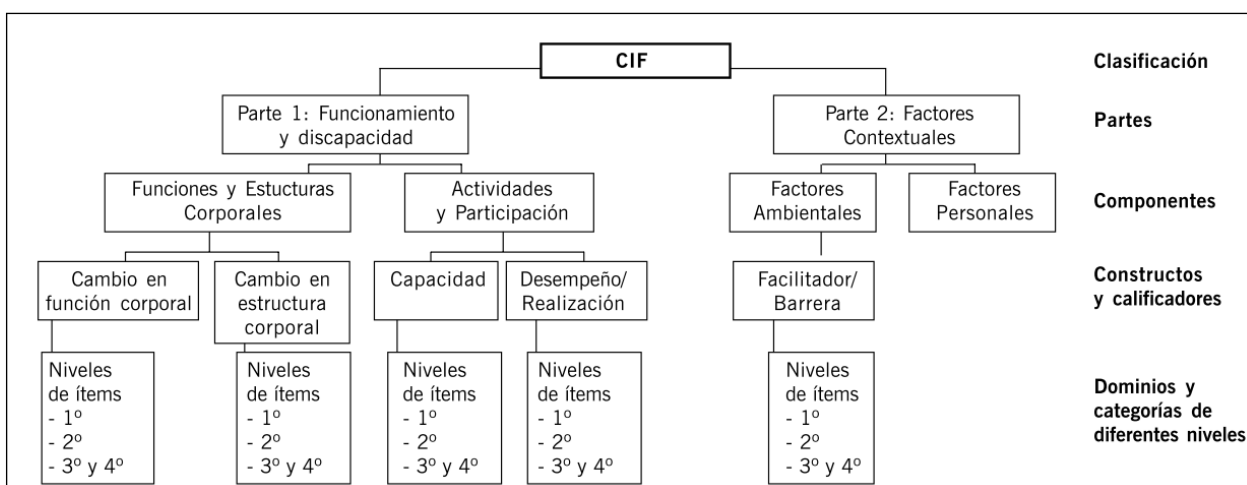 CIF
Clasificación
Parte 1: Funcionamiento
y discapacidad
Parte 2: Factores
Contextuales
Partes
Funciones y Estucturas
Corporales
Actividades
y Participación
Factores
Ambientales
Factores
Personales
Componentes
Cambio en
función corporal
Cambio en
estructura
corporal
Capacidad
Desempeño/
Realización
Facilitador/
Barrera
Constructos
y calificadores
Niveles
de ítems
- 1º
- 2º
- 3º y 4º
Niveles
de ítems
- 1º
- 2º
- 3º y 4º
Niveles
de ítems
- 1º
- 2º
- 3º y 4º
Niveles
de ítems
- 1º
- 2º
- 3º y 4º
Niveles
de ítems
- 1º
- 2º
- 3º y 4º
Dominios y
categorías de
diferentes niveles